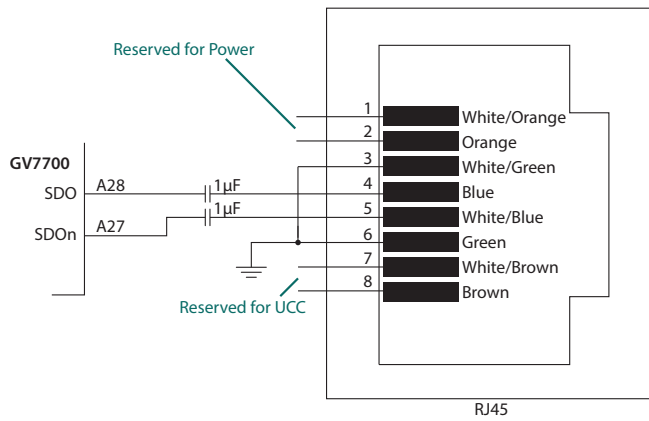 Reserved for Power
1
White/Orange
2
Orange
GV7700
3
White/Green
SDO
A28
1µF
4
Blue
SDOn
A27
1µF
5
White/Blue
6
Green
7
White/Brown
Reserved for UCC
8
Brown
RJ45